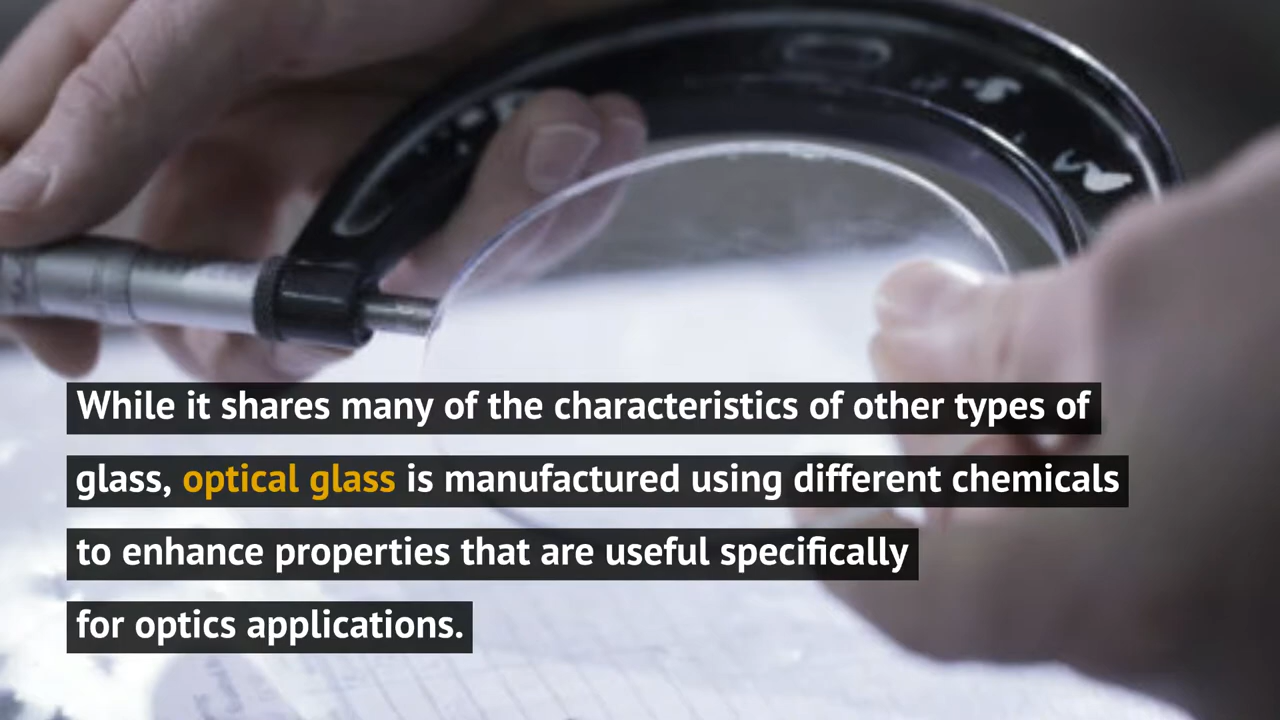 While it shares many of the characteristics of other types of
glass, optical glass is manufactured using different chemicals
to enhance properties that are useful specifically
for optics applications.